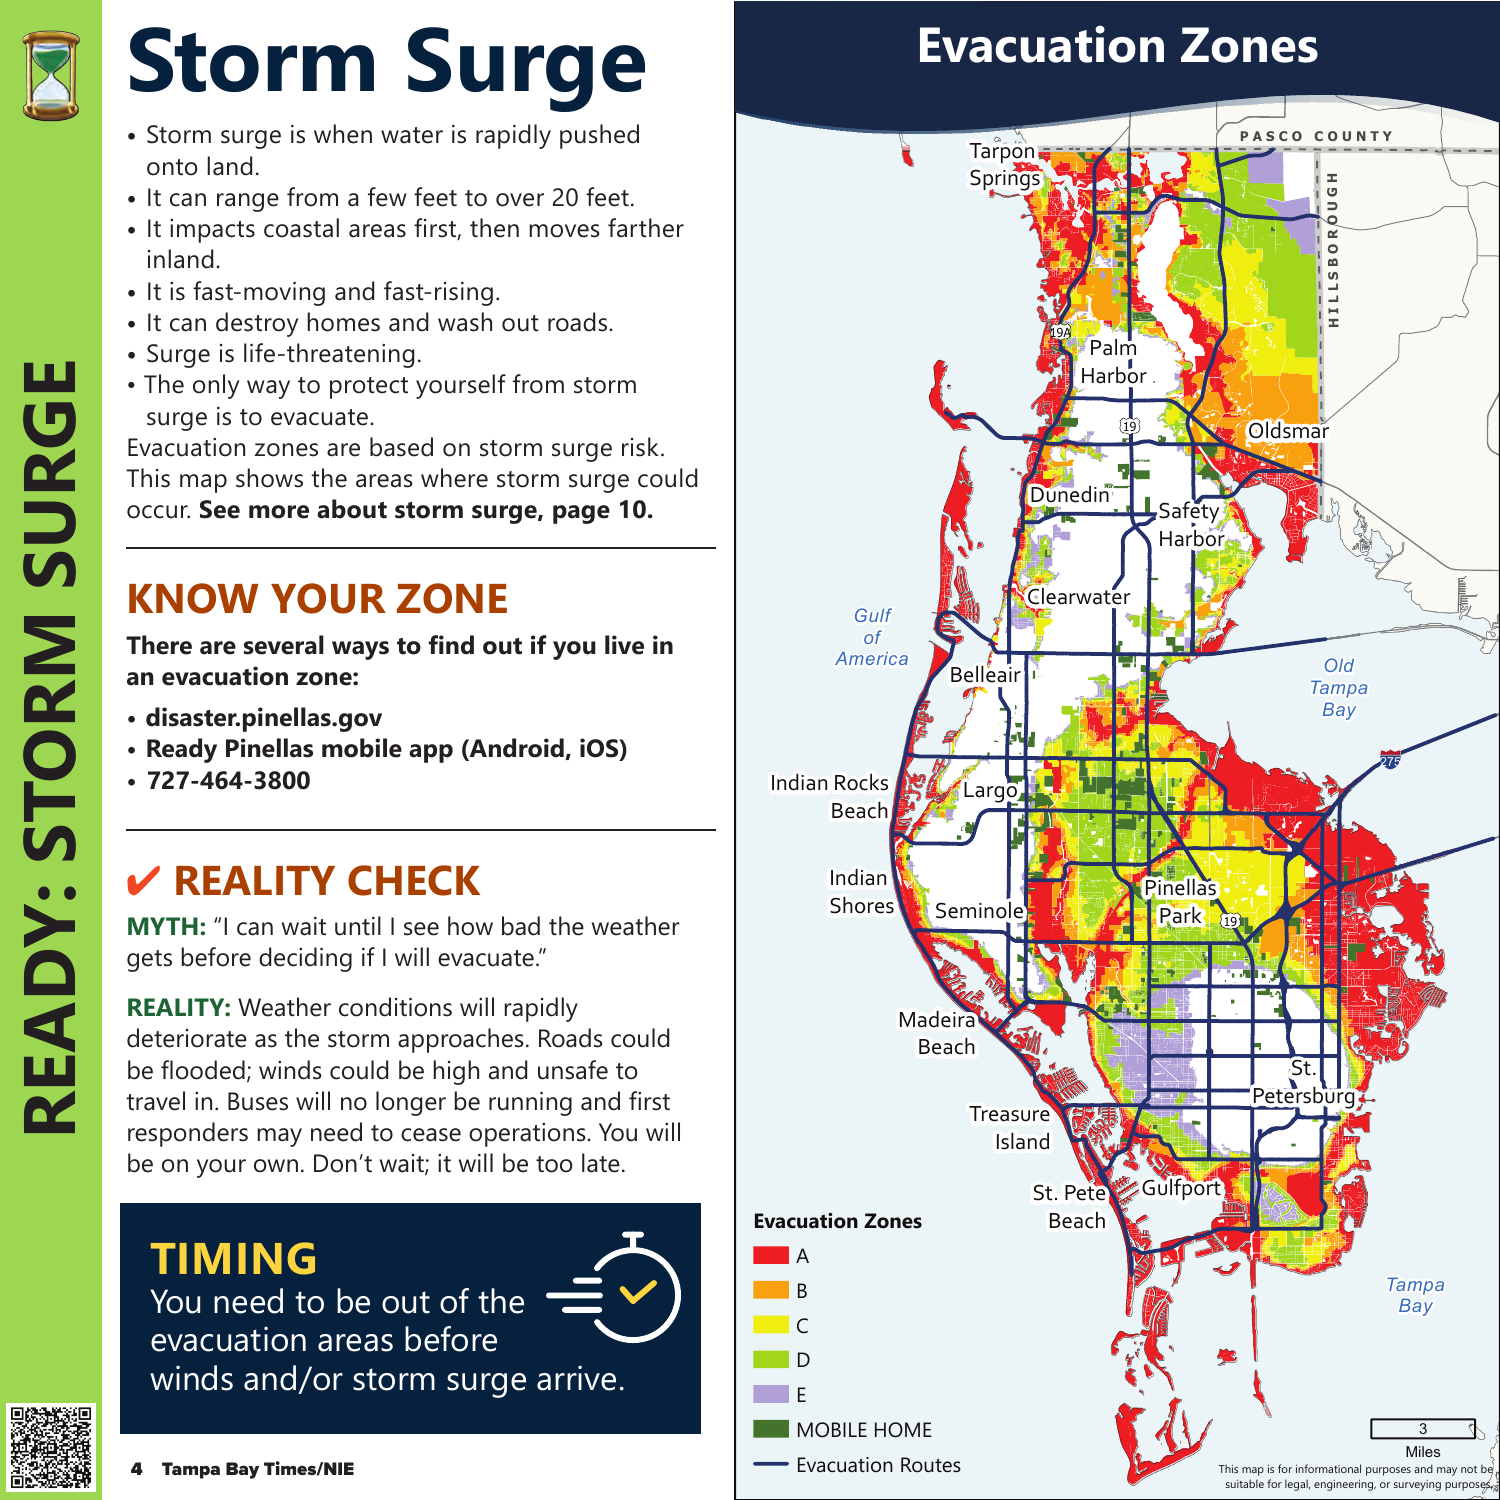 READY: STORM SURGE
Storm Surge
• Storm surge is when water is rapidly pushed
onto land.
• It can range from a few feet to over 20 feet.
• It impacts coastal areas first, then moves farther
inland.
• It is fast-moving and fast-rising.
• It can destroy homes and wash out roads.
• Surge is life-threatening.
• The only way to protect yourself from storm
surge is to evacuate.
Evacuation zones are based on storm surge risk.
This map shows the areas where storm surge could
occur. See more about storm surge, page 10.
KNOW YOUR ZONE
There are several ways to find out if you live in
an evacuation zone:
• disaster.pinellas.gov
• Ready Pinellas mobile app (Android, iOS)
• 727-464-3800
✔ REALITY CHECK
MYTH: “I can wait until I see how bad the weather
gets before deciding if I will evacuate.”
REALITY: Weather conditions will rapidly
deteriorate as the storm approaches. Roads could
be flooded; winds could be high and unsafe to
travel in. Buses will no longer be running and first
responders may need to cease operations. You will
be on your own. Don’t wait; it will be too late.
TIMING
You need to be out of the
evacuation areas before
winds and/or storm surge arrive.
4 Tampa Bay Times/NIE
Evacuation Zones
PASCO COUNTY
HILLSBOROUGH
Tarpon
Springs
19A
Palm
Harbor
19
Oldsmar
Dunedin
Safety
Harbor
Clearwater
Gulf
of
America
Belleair
Old
Tampa
Bay
275
Indian Rocks
Beach
Largo
Indian
Shores
Pinellas
Park
19
Seminole
Madeira
Beach
St.
Petersburg
Treasure
Island
Gulfport
St. Pete
Beach
Tampa
Bay
Evacuation Zones
A
B
C
D
E
MOBILE HOME
Evacuation Routes
3
Miles
This map is for informational purposes and may not be
suitable for legal, engineering, or surveying purposes.